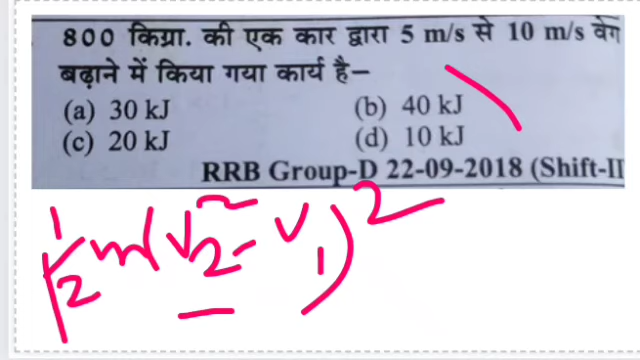 800 किग्रा. की एक कार द्वारा 5 m/s से 10 m/s वेग
बढ़ाने में किया गया कार्य है–
(a) 30 kJ (b) 40 kJ
(c) 20 kJ (d) 10 kJ
RRB Group-D 22-09-2018 (Shift-II
1/2 m(v₂² - v₁)²